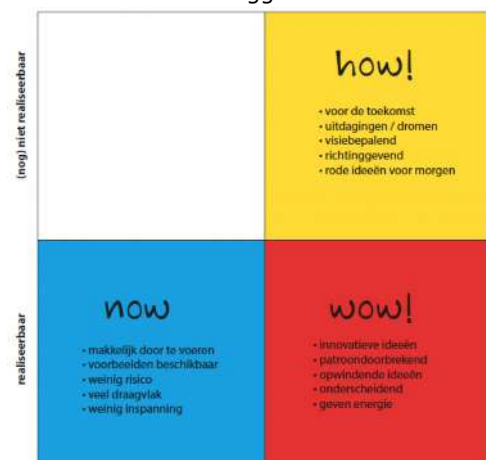 (nog) niet realiseerbaar
how!
• voor de toekomst
• uitdagingen / dromen
• visiebepalend
• richtinggevend
• rode ideeën voor morgen
realiseerbaar
now
• makkelijk door te voeren
• voorbeelden beschikbaar
• weinig risico
• veel draagvlak
• weinig inspanning
wow!
• innovatieve ideeën
• patroondoorbrekend
• opwindende ideeën
• onderscheidend
• geven energie